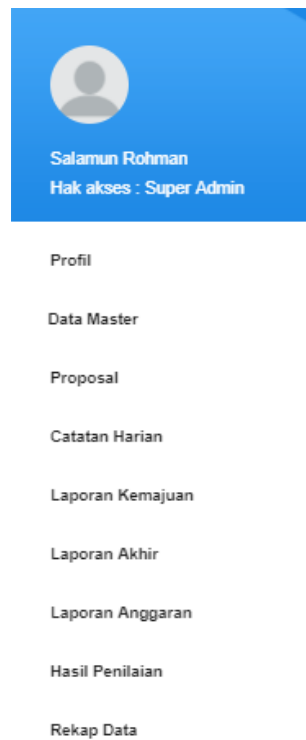 Salamun Rohman
Hak akses : Super Admin
Profil
Data Master
Proposal
Catatan Harian
Laporan Kemajuan
Laporan Akhir
Laporan Anggaran
Hasil Penilaian
Rekap Data